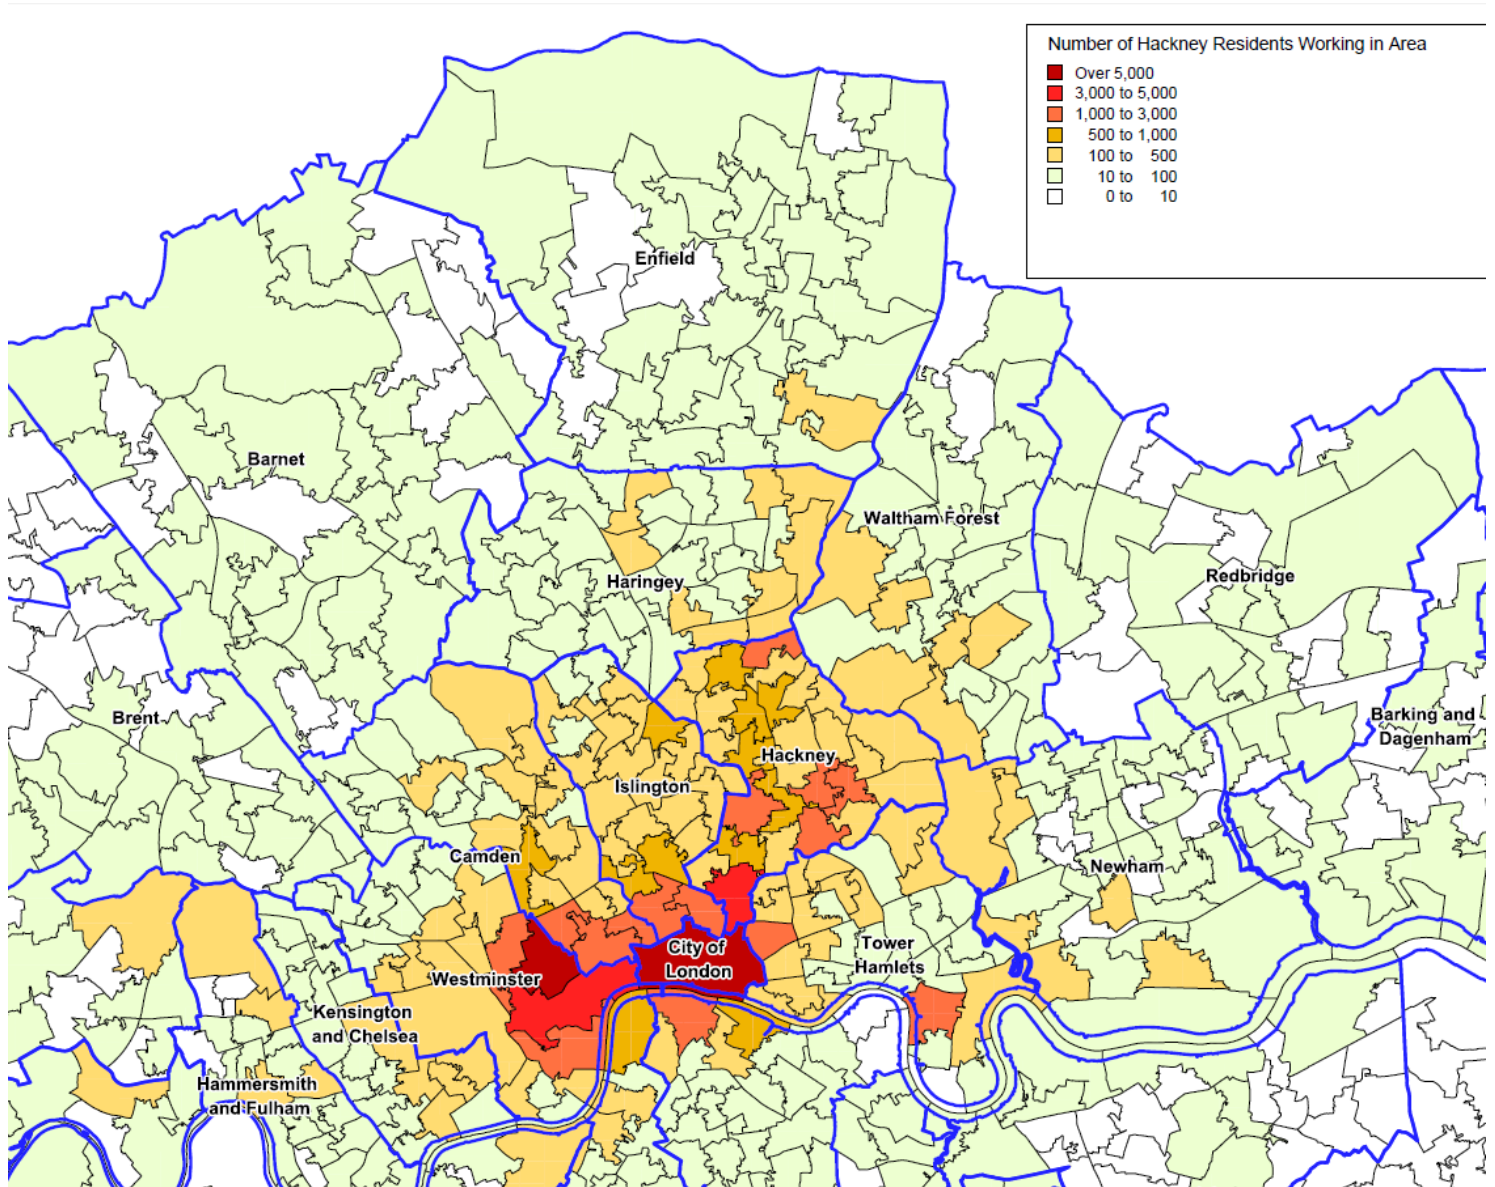 Number of Hackney Residents Working in Area
Over 5,000
3,000 to 5,000
1,000 to 3,000
500 to 1,000
100 to 500
10 to 100
0 to 10
Enfield
Barnet
Waltham Forest
Haringey
Redbridge
Brent
Barking and
Dagenham
Hackney
Islington
Camden
Newham
City of
London
Tower
Hamlets
Westminster
Kensington
and Chelsea
Hammersmith
and Fulham